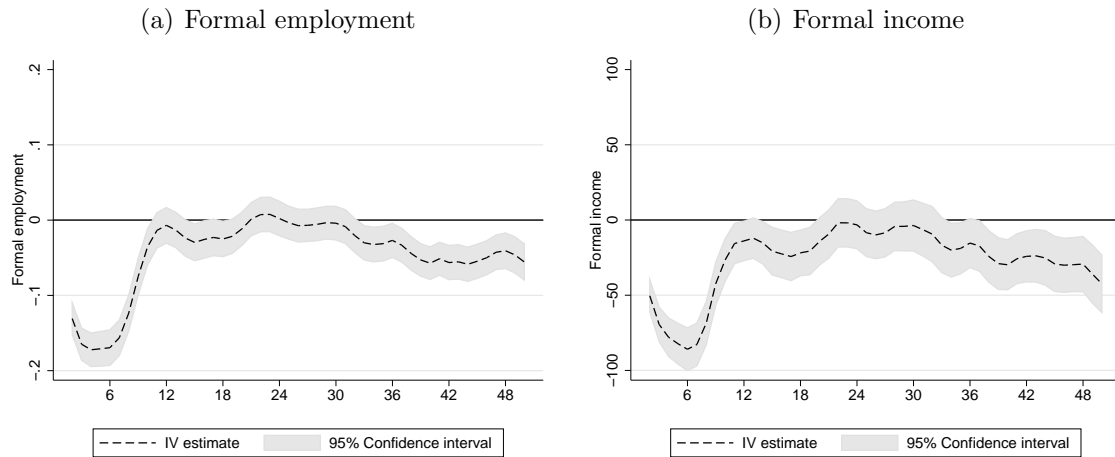 (a) Formal employment
.2
.1
0
-.1
-.2
Formal employment
6 12 18 24 30 36 42 48
IV estimate 95% Confidence interval
(b) Formal income
100
50
0
-50
-100
Formal income
6 12 18 24 30 36 42 48
IV estimate 95% Confidence interval